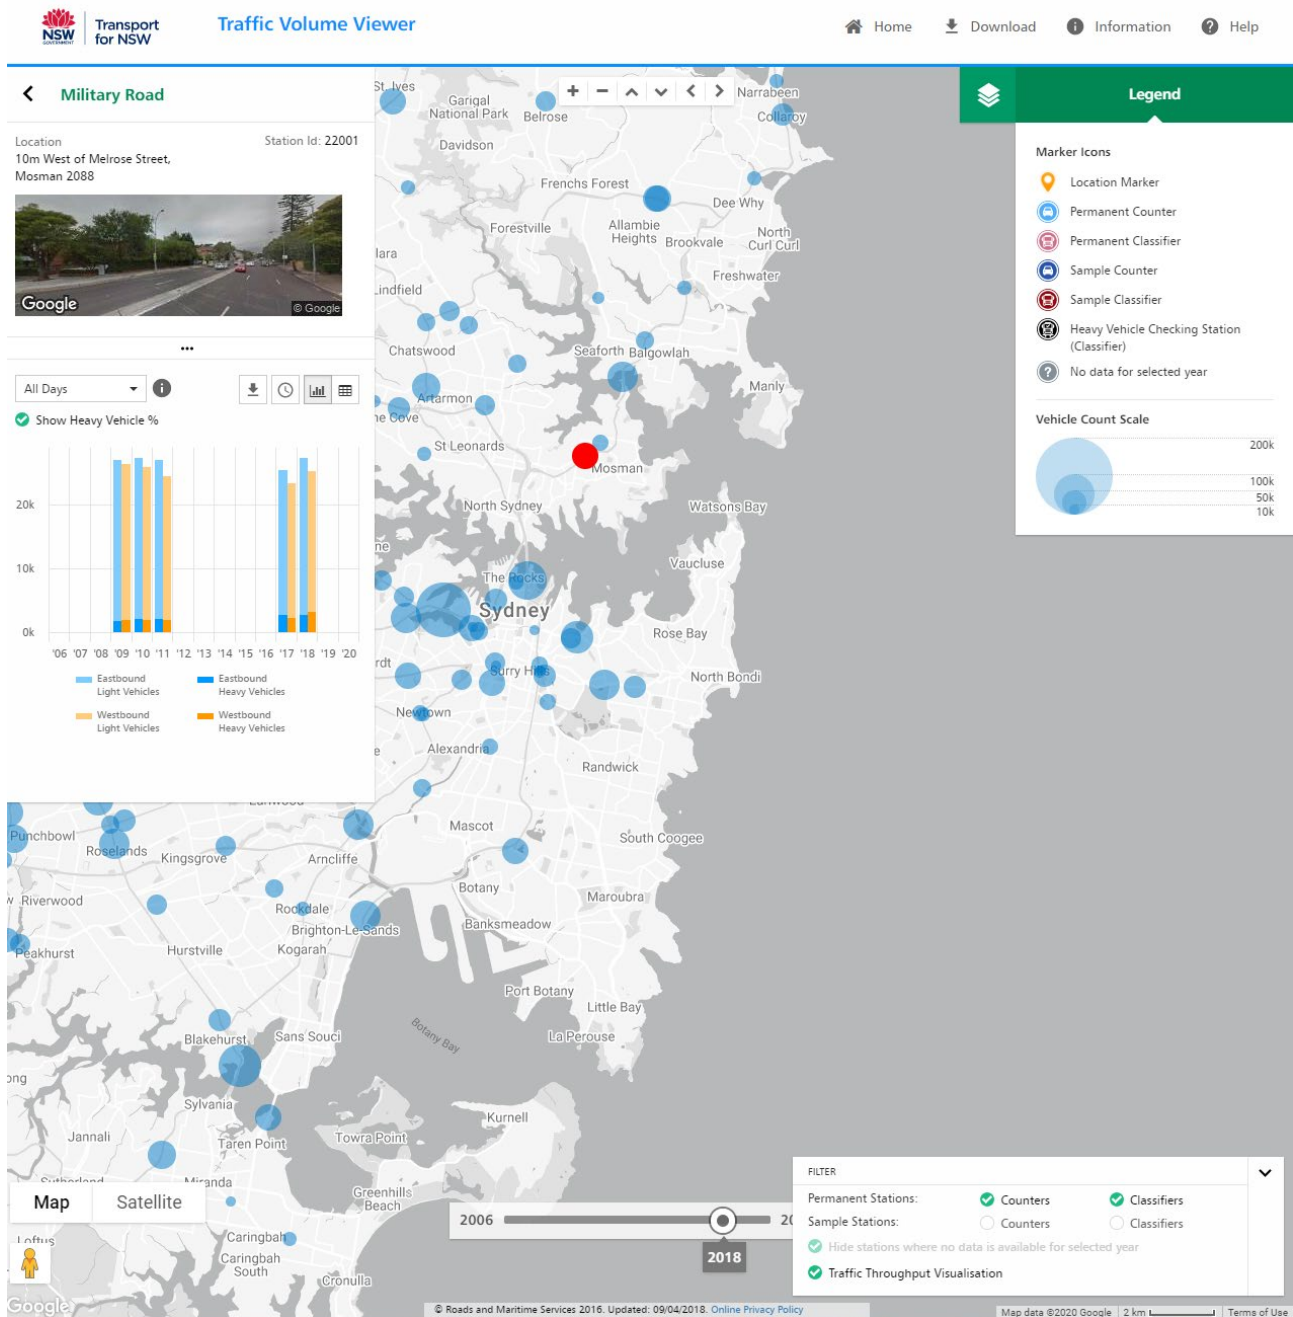 NSW
GOVERNMENT
Transport
for NSW
Traffic Volume Viewer
Home
Download
Information
Help
Military Road
Location
Station Id: 22001
10m West of Melrose Street,
Mosman 2088
Google
© Google
•••
All Days
Show Heavy Vehicle %
20k
10k
0k
'06 '07 '08 '09 '10 '11 '12 '13 '14 '15 '16 '17 '18 '19 '20
Eastbound
Light Vehicles
Eastbound
Heavy Vehicles
Westbound
Light Vehicles
Westbound
Heavy Vehicles
Legend
Marker Icons
Location Marker
Permanent Counter
Permanent Classifier
Sample Counter
Sample Classifier
Heavy Vehicle Checking Station
(Classifier)
No data for selected year
Vehicle Count Scale
200k
100k
50k
10k
St. Ives
Garigal
National Park
Belrose
Narrabeen
Collaroy
Davidson
Frenchs Forest
Dee Why
Forestville
Allambie
Heights
Brookvale
North
Curl Curl
lara
Freshwater
Lindfield
Chatswood
Seaforth
Balgowlah
Manly
Artarmon
ne Cove
St Leonards
Mosman
North Sydney
Watsons Bay
ne
Vaucluse
The Rocks
Sydney
Rose Bay
rdt
Surry Hills
North Bondi
Newtown
e
Alexandria
Randwick
Earlwood
Mascot
South Coogee
Punchbowl
Roselands
Kingsgrove
Arncliffe
Botany
Maroubra
w Riverwood
Rockdale
Brighton-Le-Sands
Banksmeadow
Peakhurst
Hurstville
Kogarah
Port Botany
Little Bay
Botany Bay
La Perouse
Blakehurst
Sans Souci
ong
Sylvania
Kurnell
Jannali
Taren Point
Towra Point
Sutherland
Miranda
Greenhills
Beach
Map
Satellite
Loftus
Caringbah
Caringbah
South
Cronulla
Google
2006
20
2018
FILTER
Permanent Stations:
Counters
Classifiers
Sample Stations:
Counters
Classifiers
Hide stations where no data is available for selected year
Traffic Throughput Visualisation
© Roads and Maritime Services 2016. Updated: 09/04/2018. Online Privacy Policy
Map data ©2020 Google
2 km
Terms of Use